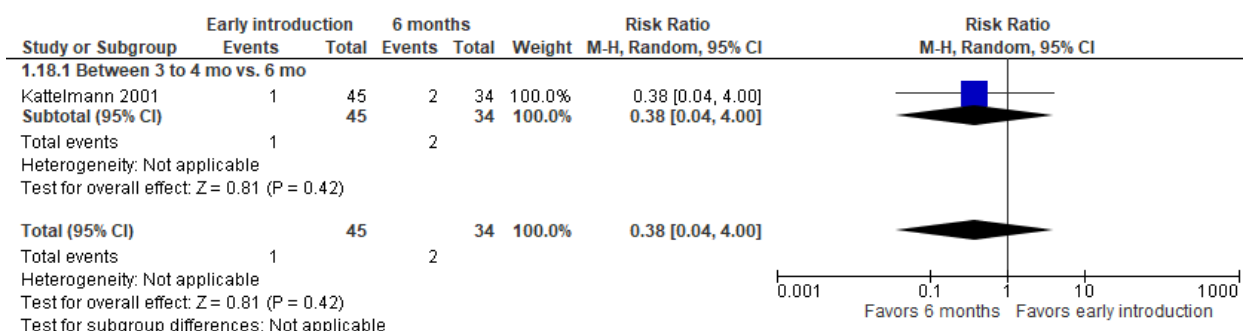 Early introduction 6 months Risk Ratio Risk Ratio
Study or Subgroup Events Total Events Total Weight M-H, Random, 95% CI M-H, Random, 95% CI
1.18.1 Between 3 to 4 mo vs. 6 mo
Kattelmann 2001 1 45 2 34 100.0% 0.38 [0.04, 4.00]
Subtotal (95% CI) 45 34 100.0% 0.38 [0.04, 4.00]
Total events 1 2
Heterogeneity: Not applicable
Test for overall effect: Z = 0.81 (P = 0.42)
Total (95% CI) 45 34 100.0% 0.38 [0.04, 4.00]
Total events 1 2
Heterogeneity: Not applicable
Test for overall effect: Z = 0.81 (P = 0.42)
Test for subgroup differences: Not applicable
0.001 0.1 1 10 1000
Favors 6 months Favors early introduction